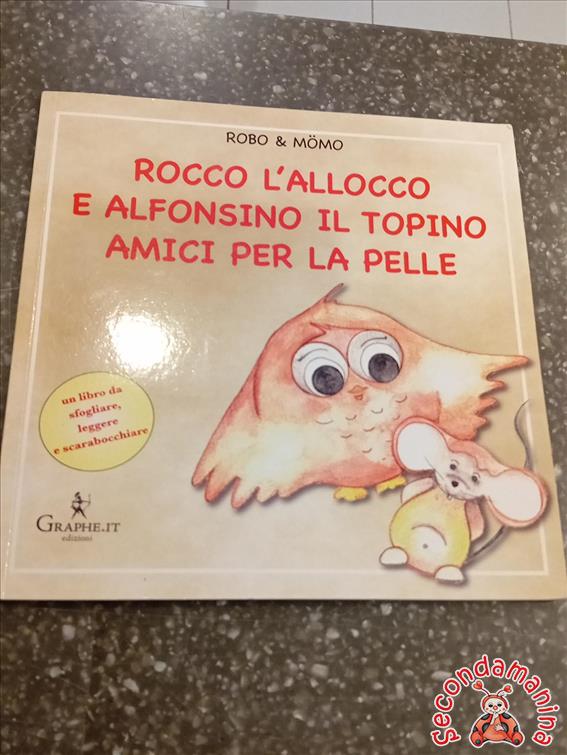 ROBO & MÖMO
ROCCO L'ALLOCCO
E ALFONSINO IL TOPINO
AMICI PER LA PELLE
un libro da
sfogliare,
leggere
e scarabocchiare
GRAPHE.IT
edizioni
secondamanina